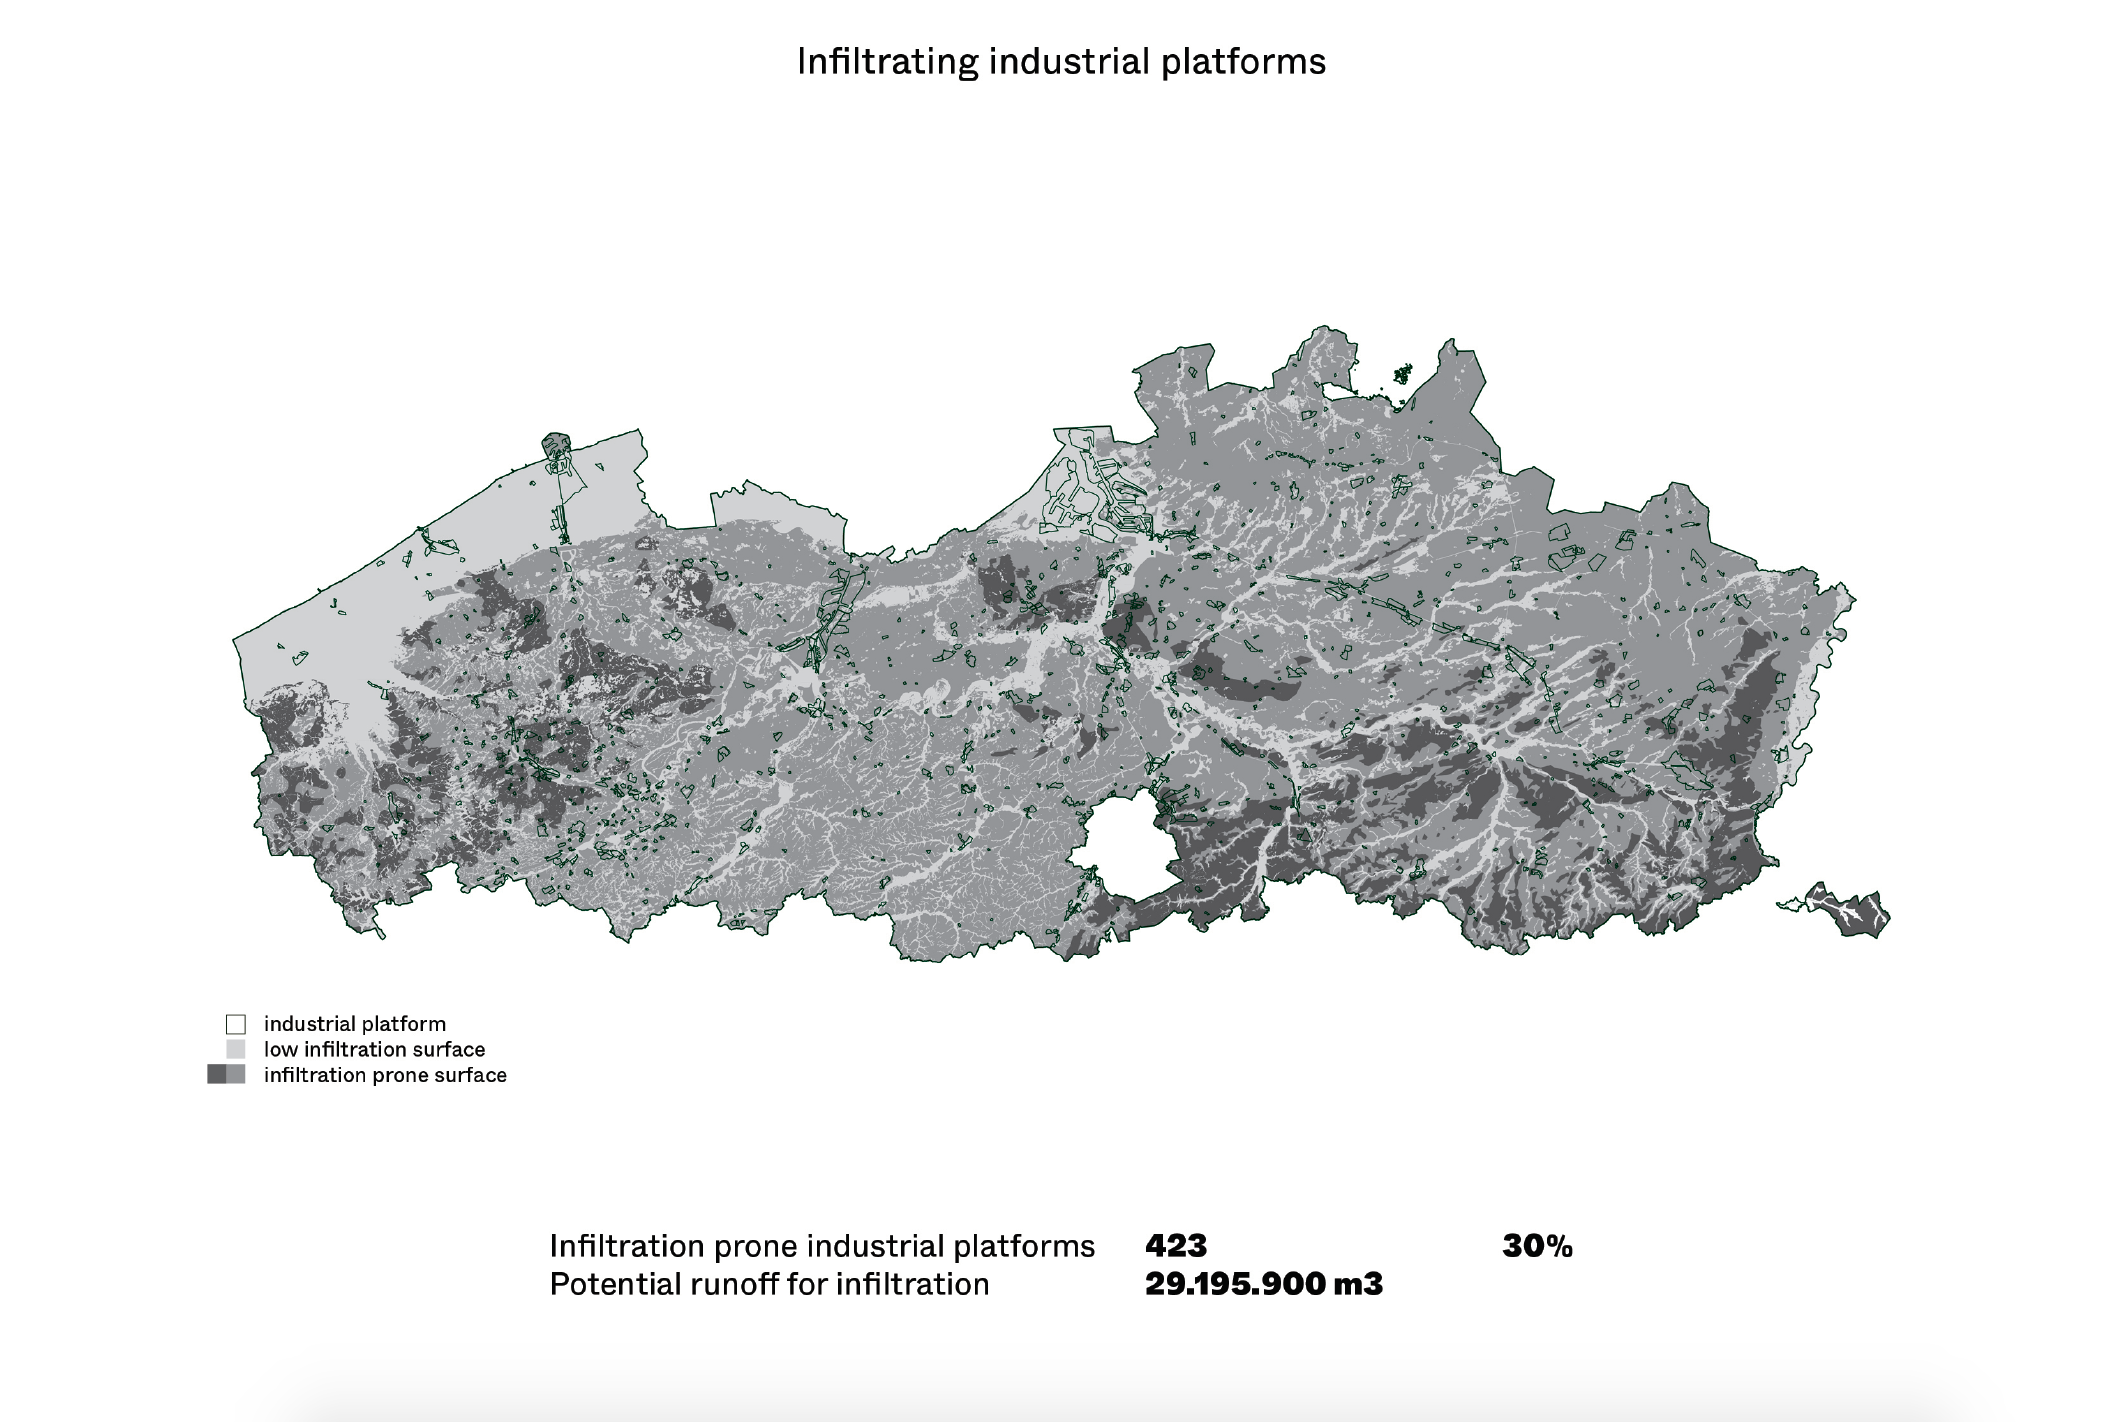 Infiltrating industrial platforms
industrial platform
low infiltration surface
infiltration prone surface
Infiltration prone industrial platforms 423 30%
Potential runoff for infiltration 29.195.900 m3